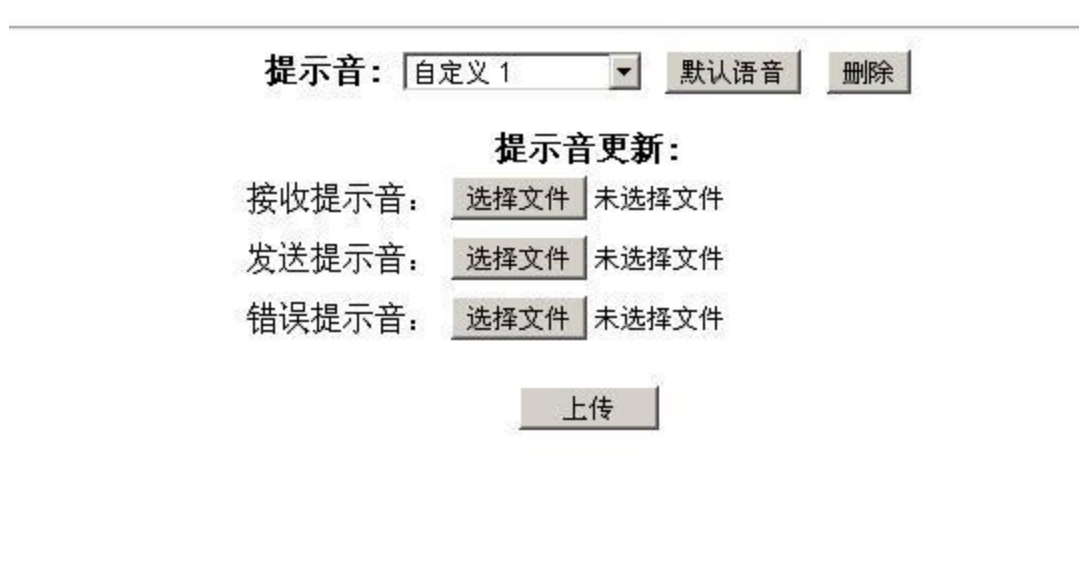 提示音: 自定义 1 默认语音 删除
提示音更新:
接收提示音: 选择文件 未选择文件
发送提示音: 选择文件 未选择文件
错误提示音: 选择文件 未选择文件
上传